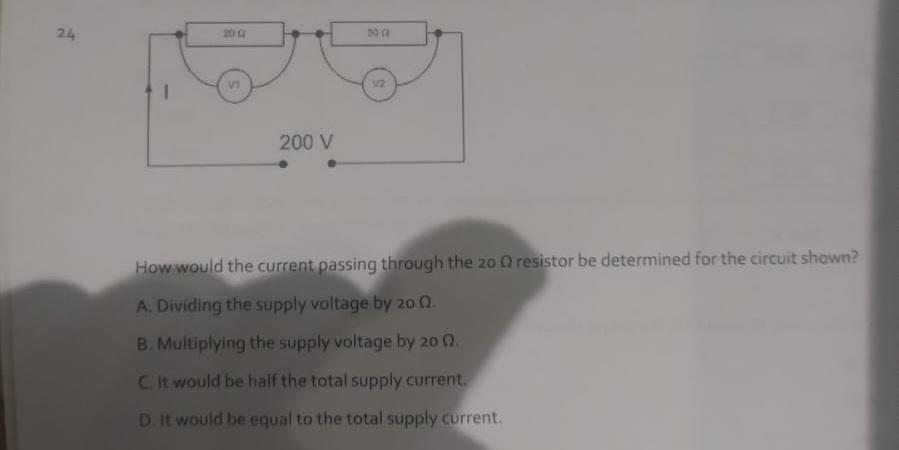 24
20 Ω
30 Ω
V1
V2
I
200 V
How would the current passing through the 20 Ω resistor be determined for the circuit shown?
A. Dividing the supply voltage by 20 Ω.
B. Multiplying the supply voltage by 20 Ω.
C. It would be half the total supply current.
D. It would be equal to the total supply current.